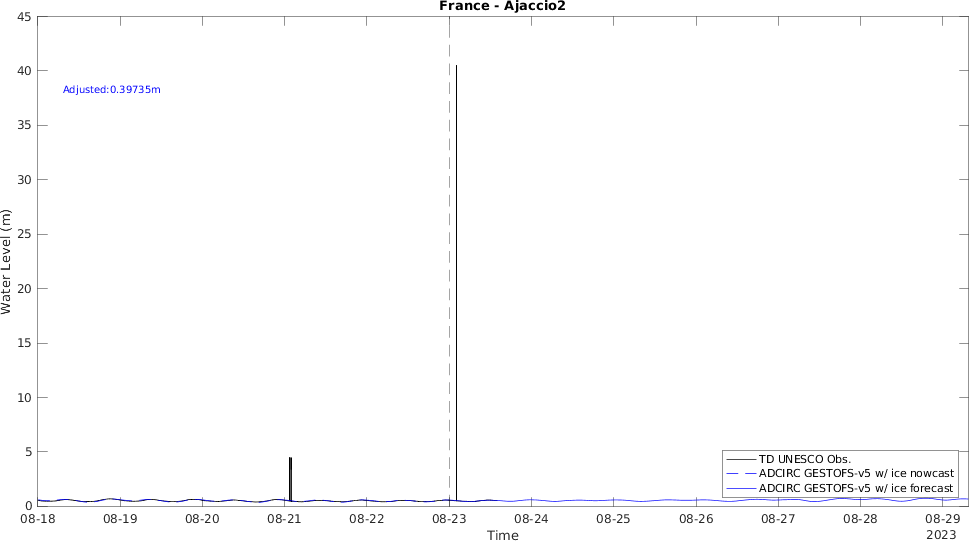 France - Ajaccio2
45
40
35
30
25
20
15
10
5
0
Water Level (m)
Adjusted:0.39735m
TD UNESCO Obs.
ADCIRC GESTOFS-v5 w/ ice nowcast
ADCIRC GESTOFS-v5 w/ ice forecast
08-18 08-19 08-20 08-21 08-22 08-23 08-24 08-25 08-26 08-27 08-28 08-29
2023
Time